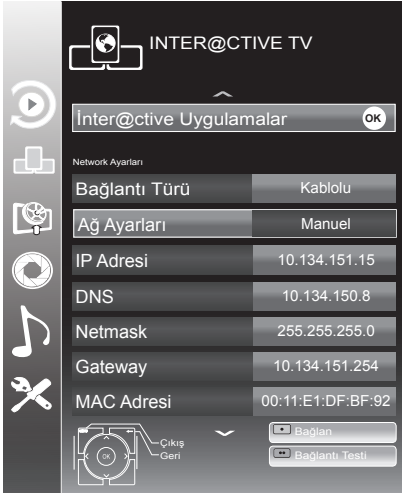 INTER@CTIVE TV
İnter@ctive Uygulamalar OK
Network Ayarları
Bağlantı Türü Kablolu
Ağ Ayarları Manuel
IP Adresi 10.134.151.15
DNS 10.134.150.8
Netmask 255.255.255.0
Gateway 10.134.151.254
MAC Adresi 00:11:E1:DF:BF:92
Çıkış
Geri
OK
Bağlan
Bağlantı Testi